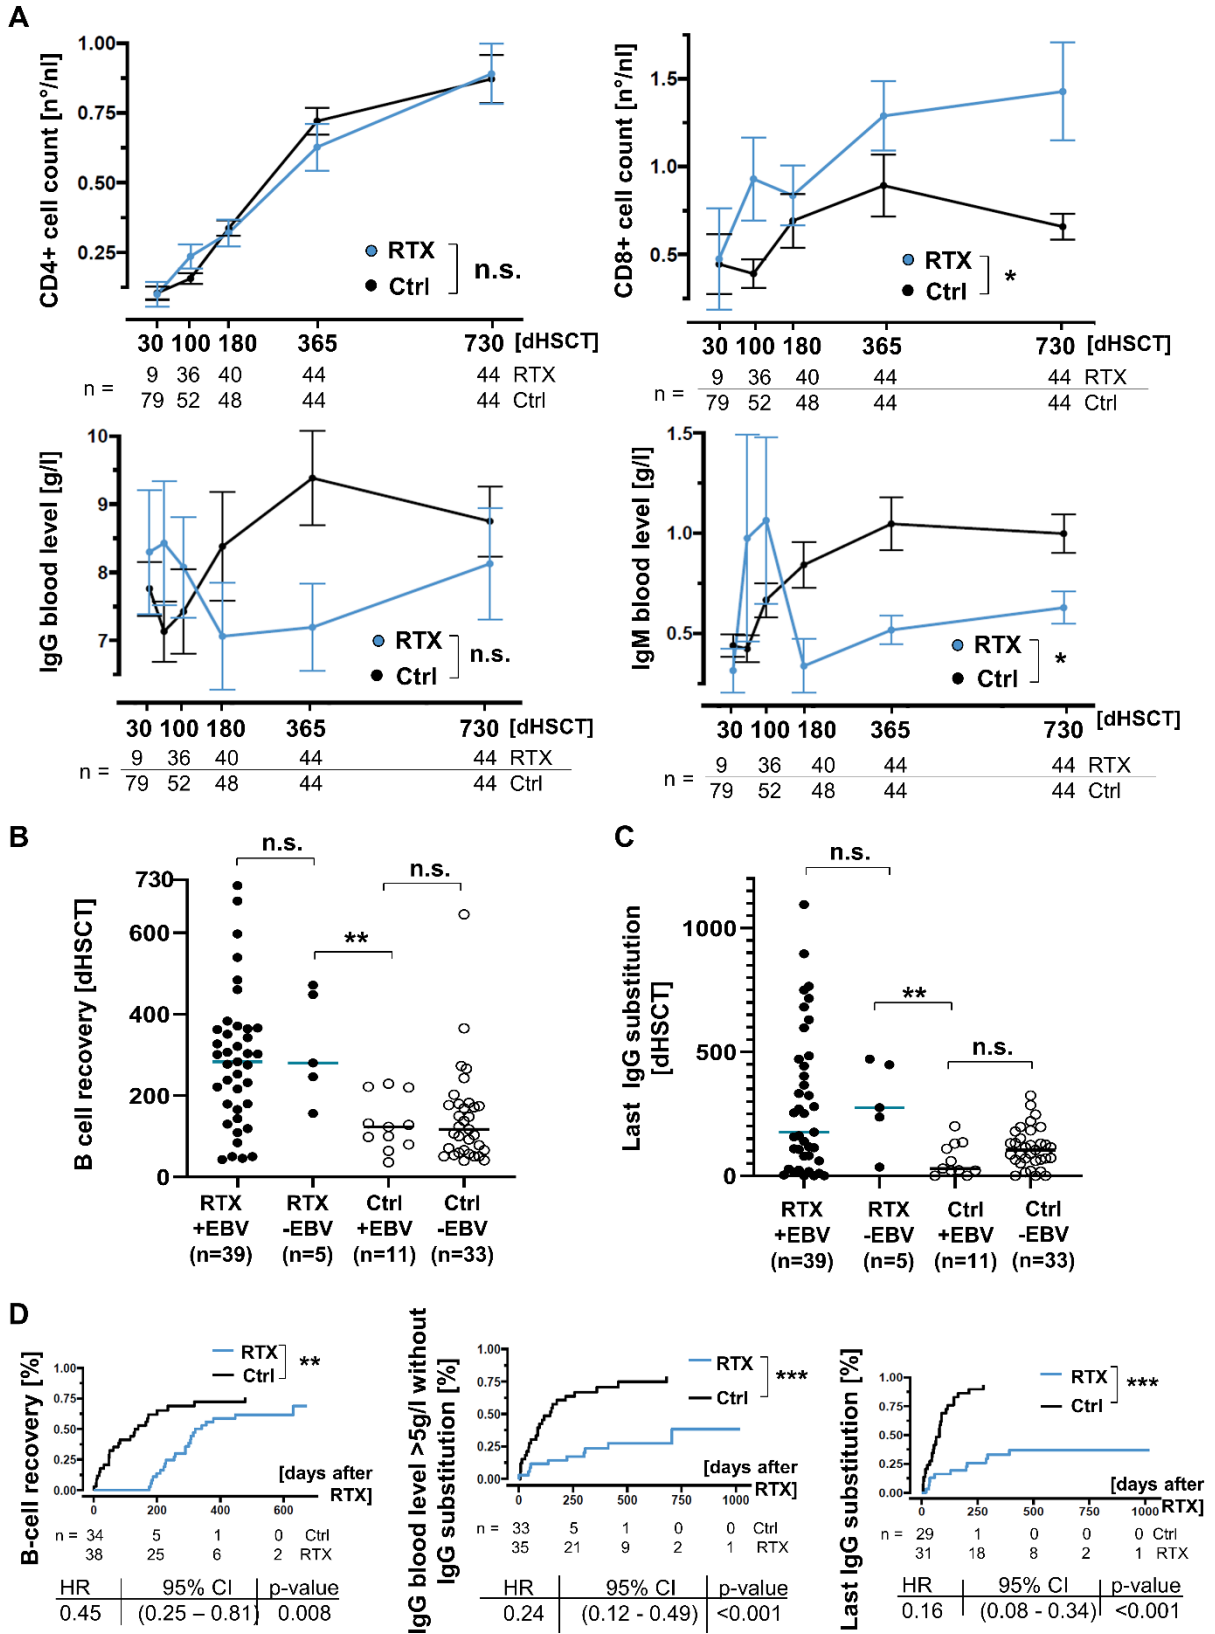 A
CD4+ cell count [n°/nl]
1.00
0.75
0.50
0.25
RTX
Ctrl
n.s.
30 100 180 365 730 [dHSCT]
9 36 40 44 44 RTX
n =
79 52 48 44 44 Ctrl
CD8+ cell count [n°/nl]
1.5
1.0
0.5
RTX
Ctrl
*
30 100 180 365 730 [dHSCT]
9 36 40 44 44 RTX
n =
79 52 48 44 44 Ctrl
IgG blood level [g/l]
10
9
8
7
RTX
Ctrl
n.s.
30 100 180 365 730 [dHSCT]
9 36 40 44 44 RTX
n =
79 52 48 44 44 Ctrl
IgM blood level [g/l]
1.5
1.0
0.5
RTX
Ctrl
*
30 100 180 365 730 [dHSCT]
9 36 40 44 44 RTX
n =
79 52 48 44 44 Ctrl
B
B cell recovery [dHSCT]
730
600
400
200
0
n.s.
**
n.s.
RTX RTX Ctrl Ctrl
+EBV -EBV +EBV -EBV
(n=39) (n=5) (n=11) (n=33)
C
Last IgG substitution
[dHSCT]
1000
500
0
n.s.
**
n.s.
RTX RTX Ctrl Ctrl
+EBV -EBV +EBV -EBV
(n=39) (n=5) (n=11) (n=33)
D
B-cell recovery [%]
1.00
0.75
0.50
0.25
0.00
RTX
Ctrl
**
[days after
RTX]
0 200 400 600
n = 34 5 1 0 Ctrl
38 25 6 2 RTX
HR 95% CI p-value
0.45 (0.25 – 0.81) 0.008
IgG blood level >5g/l without
IgG substitution [%]
1.00
0.75
0.50
0.25
0.00
RTX
Ctrl
***
[days after
RTX]
0 250 500 750 1000
n = 33 5 1 0 0 Ctrl
35 21 9 2 1 RTX
HR 95% CI p-value
0.24 (0.12 - 0.49) <0.001
Last IgG substitution [%]
1.00
0.75
0.50
0.25
0.00
RTX
Ctrl
***
[days after
RTX]
0 250 500 750 1000
n = 29 1 0 0 0 Ctrl
31 18 8 2 1 RTX
HR 95% CI p-value
0.16 (0.08 - 0.34) <0.001